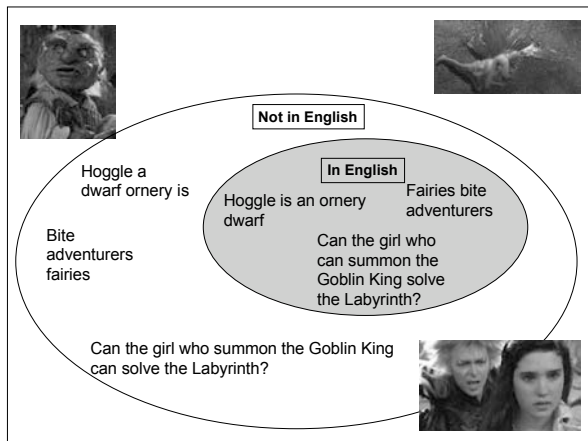 Not in English
In English
Hoggle a
dwarf ornery is
Hoggle is an ornery
dwarf
Fairies bite
adventurers
Bite
adventurers
fairies
Can the girl who
can summon the
Goblin King solve
the Labyrinth?
Can the girl who summon the Goblin King
can solve the Labyrinth?